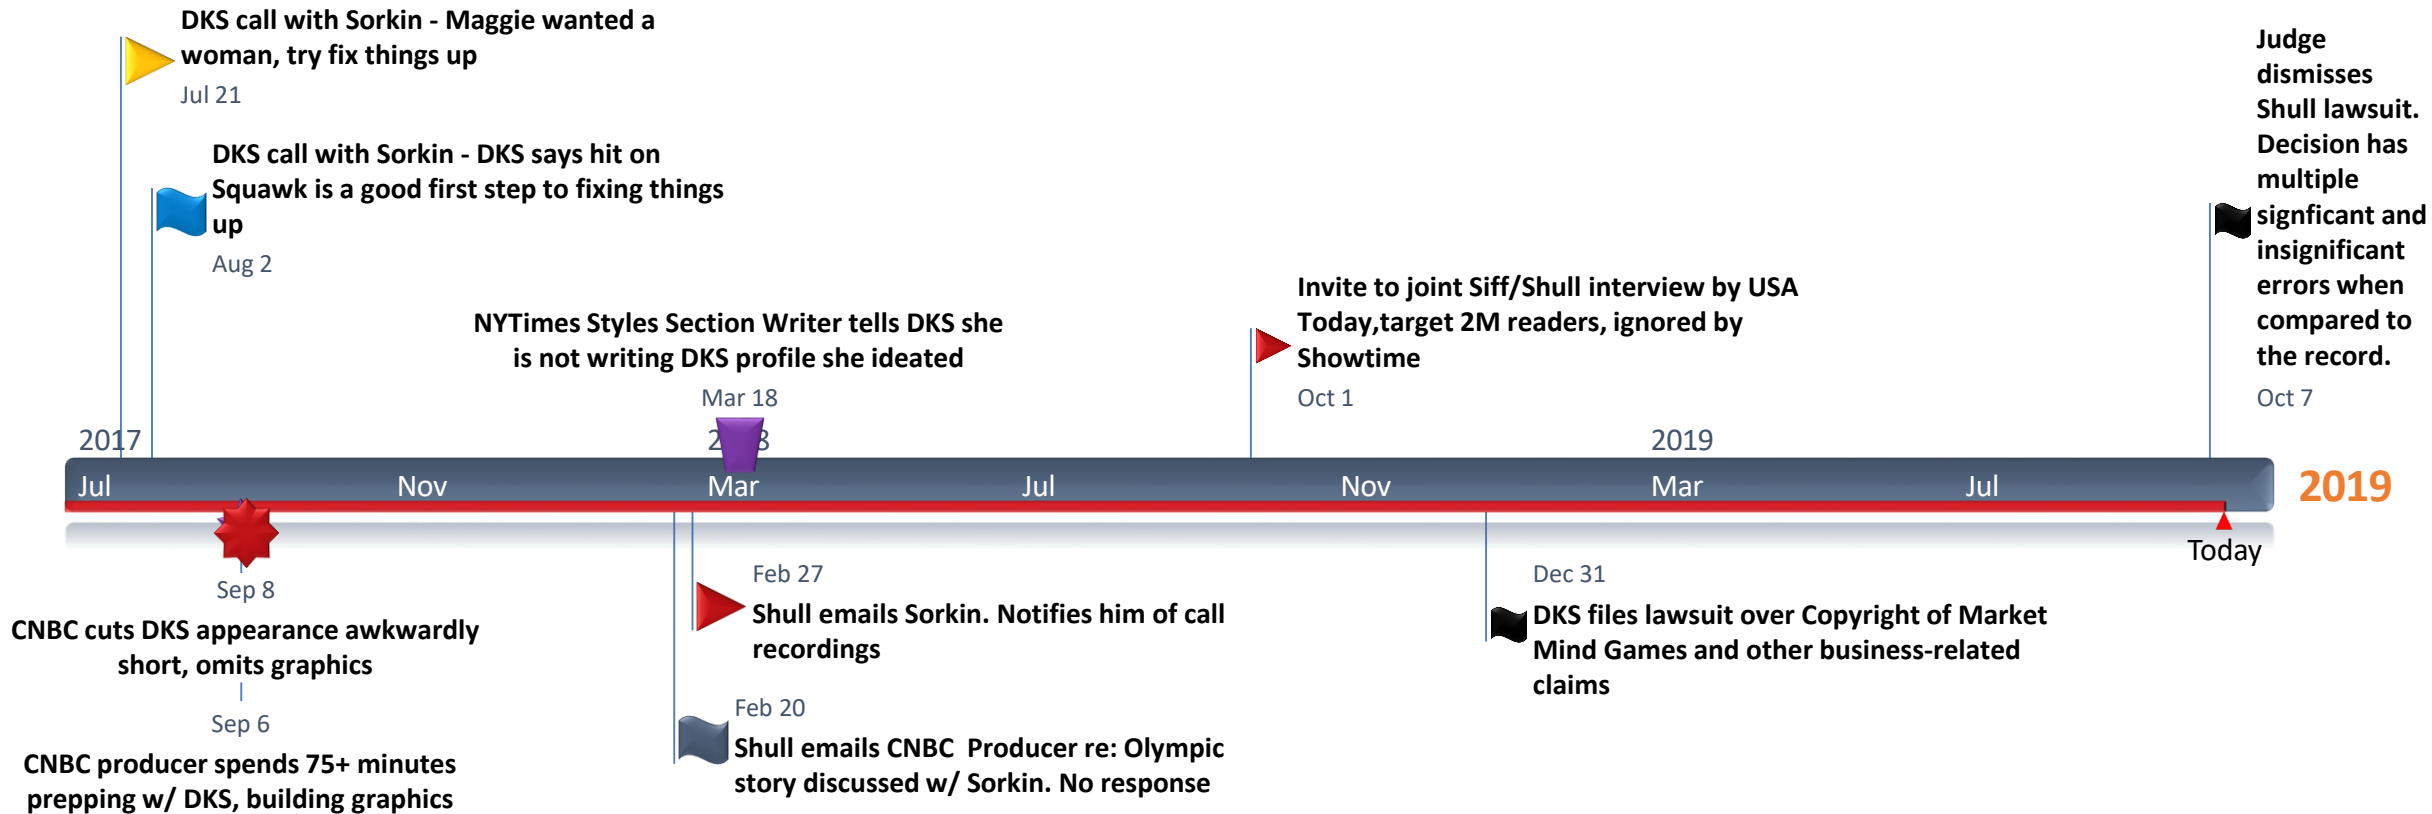 DKS call with Sorkin - Maggie wanted a
woman, try fix things up
Jul 21
DKS call with Sorkin - DKS says hit on
Squawk is a good first step to fixing things
up
Aug 2
NYTimes Styles Section Writer tells DKS she
is not writing DKS profile she ideated
Mar 18
Invite to joint Siff/Shull interview by USA
Today,target 2M readers, ignored by
Showtime
Oct 1
Judge
dismisses
Shull lawsuit.
Decision has
multiple
signficant and
insignificant
errors when
compared to
the record.
Oct 7
2017
2019
Jul
Nov
Mar
Jul
Nov
Mar
Jul
2019
Today
Sep 8
CNBC cuts DKS appearance awkwardly
short, omits graphics
Sep 6
CNBC producer spends 75+ minutes
prepping w/ DKS, building graphics
Feb 27
Shull emails Sorkin. Notifies him of call
recordings
Feb 20
Shull emails CNBC  Producer re: Olympic
story discussed w/ Sorkin. No response
Dec 31
DKS files lawsuit over Copyright of Market
Mind Games and other business-related
claims